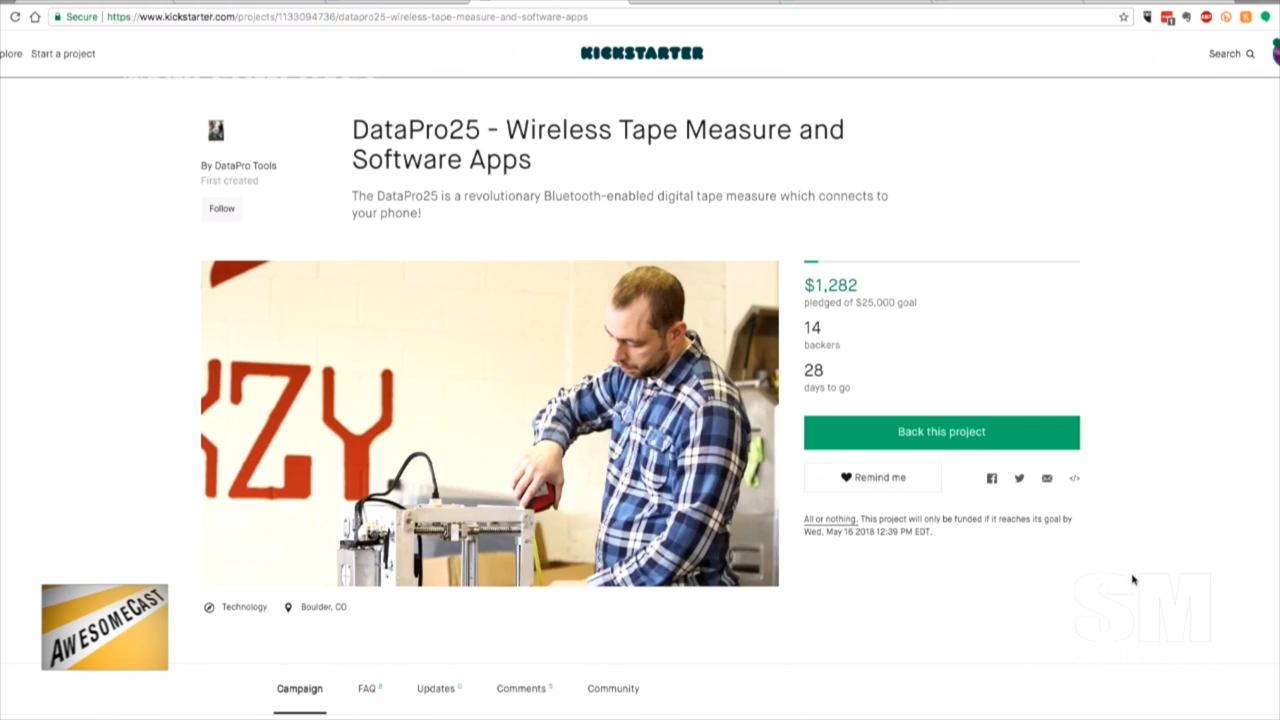 Secure
https://www.kickstarter.com/projects/1133094736/datapro25-wireless-tape-measure-and-software-apps
plore Start a project
KICKSTARTER
Search
DataPro25 - Wireless Tape Measure and
Software Apps
By DataPro Tools
First created
Follow
The DataPro25 is a revolutionary Bluetooth-enabled digital tape measure which connects to
your phone!
ZY
$1,282
pledged of $25,000 goal
14
backers
28
days to go
Back this project
Remind me
All or nothing. This project will only be funded if it reaches its goal by
Wed, May 16 2018 12:39 PM EDT.
AWESOMECAST
SM
Technology Boulder, CO
Campaign FAQ 8 Updates 0 Comments 5 Community